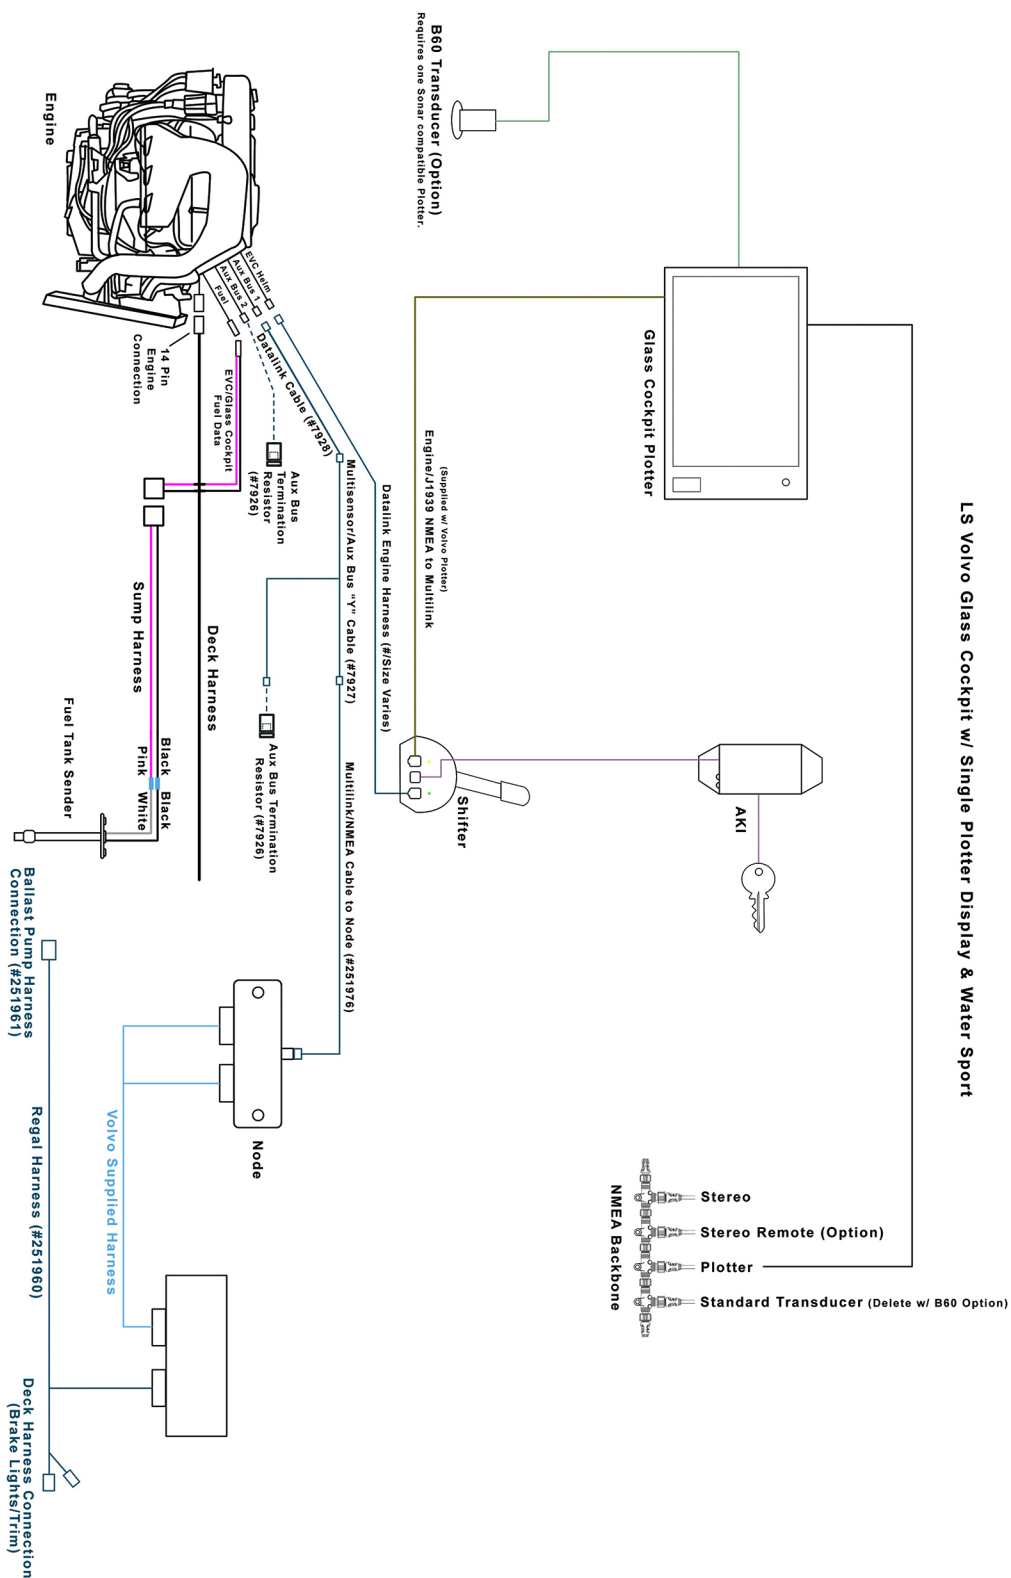 LS Volvo Glass Cockpit w/ Single Plotter Display & Water Sport
B60 Transducer (Option)
Requires one Sonar compatible Plotter.
Glass Cockpit Plotter
(Supplied w/ Volvo Plotter)
Engine/J1939 NMEA to Multilink
AKI
Shifter
Stereo
Stereo Remote (Option)
Plotter
Standard Transducer (Delete w/ B60 Option)
NMEA Backbone
Engine
EVC Helm
Aux Bus 1
Aux Bus 2
Fuel
14 Pin
Engine
Connection
Datalink Cable (#7928)
EVC/Glass Cockpit
Fuel Data
Aux Bus
Termination
Resistor
(#7926)
Datalink Engine Harness (#/Size Varies)
Multisensor/Aux Bus “Y” Cable (#7927)
Multilink/NMEA Cable to Node (#251976)
Aux Bus Termination
Resistor (#7926)
Deck Harness
Sump Harness
Black
Black
Pink
White
Fuel Tank Sender
Node
Volvo Supplied Harness
Ballast Pump Harness
Connection (#251961)
Regal Harness (#251960)
Deck Harness Connection
(Brake Lights/Trim)